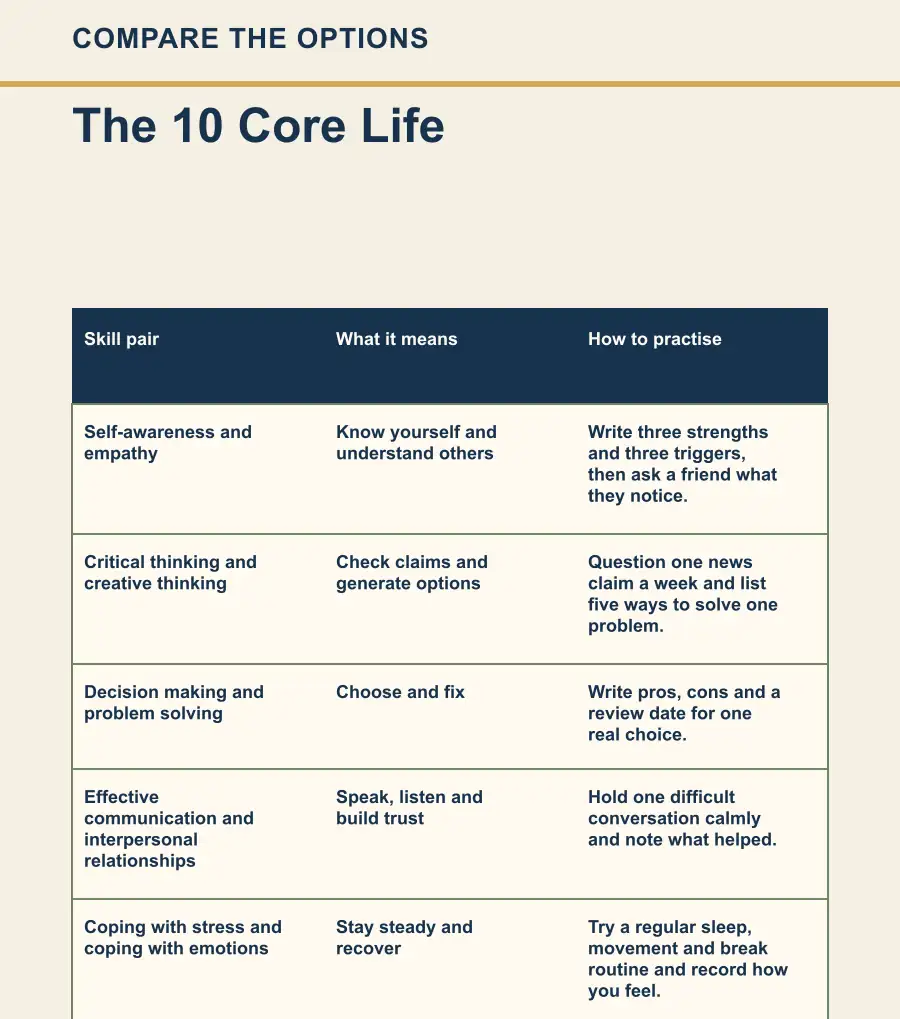 COMPARE THE OPTIONS
The 10 Core Life
Skill pair
What it means
How to practise
Self-awareness and
empathy
Know yourself and
understand others
Write three strengths
and three triggers,
then ask a friend what
they notice.
Critical thinking and
creative thinking
Check claims and
generate options
Question one news
claim a week and list
five ways to solve one
problem.
Decision making and
problem solving
Choose and fix
Write pros, cons and a
review date for one
real choice.
Effective
communication and
interpersonal
relationships
Speak, listen and
build trust
Hold one difficult
conversation calmly
and note what helped.
Coping with stress and
coping with emotions
Stay steady and
recover
Try a regular sleep,
movement and break
routine and record how
you feel.